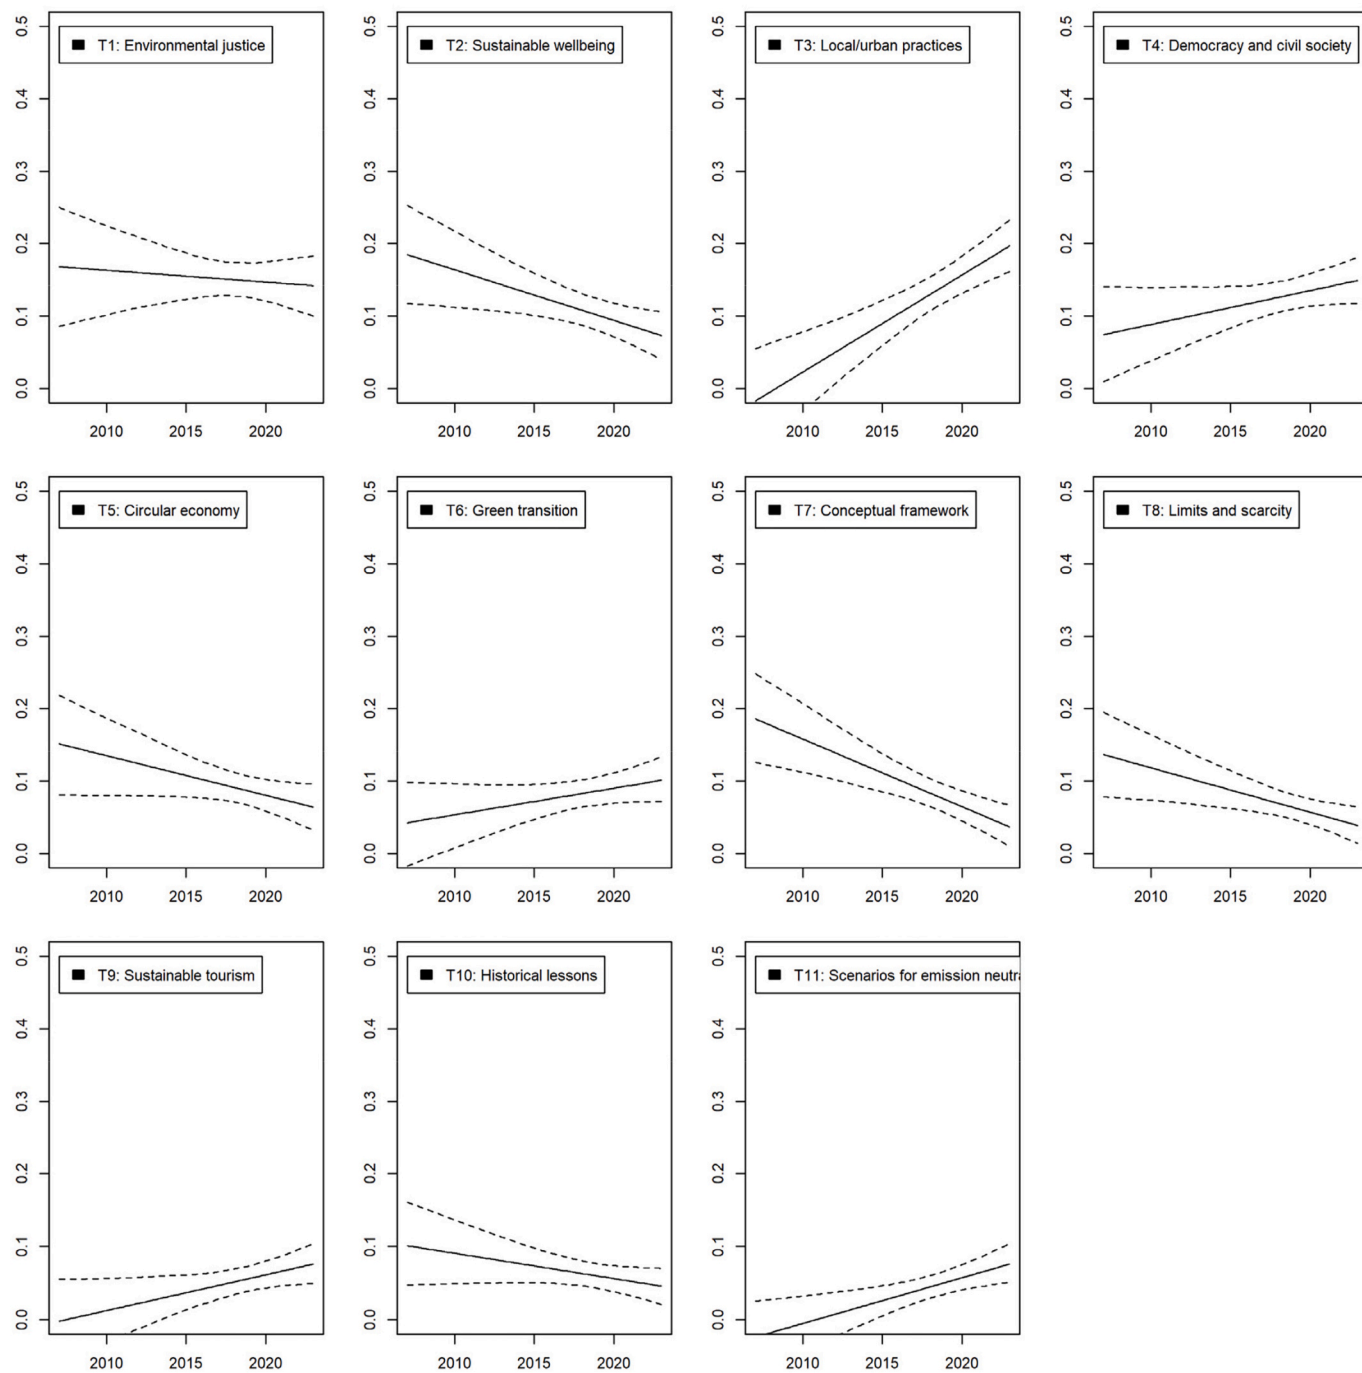 0.5 T1: Environmental justice 0.5 T2: Sustainable wellbeing 0.5 T3: Local/urban practices 0.5 T4: Democracy and civil society
0.4 0.4 0.4 0.4
0.3 0.3 0.3 0.3
0.2 0.2 0.2 0.2
0.1 0.1 0.1 0.1
0.0 0.0 0.0 0.0
2010 2015 2020 2010 2015 2020 2010 2015 2020 2010 2015 2020
0.5 T5: Circular economy 0.5 T6: Green transition 0.5 T7: Conceptual framework 0.5 T8: Limits and scarcity
0.4 0.4 0.4 0.4
0.3 0.3 0.3 0.3
0.2 0.2 0.2 0.2
0.1 0.1 0.1 0.1
0.0 0.0 0.0 0.0
2010 2015 2020 2010 2015 2020 2010 2015 2020 2010 2015 2020
0.5 T9: Sustainable tourism 0.5 T10: Historical lessons 0.5 T11: Scenarios for emission neutra
0.4 0.4 0.4
0.3 0.3 0.3
0.2 0.2 0.2
0.1 0.1 0.1
0.0 0.0 0.0
2010 2015 2020 2010 2015 2020 2010 2015 2020